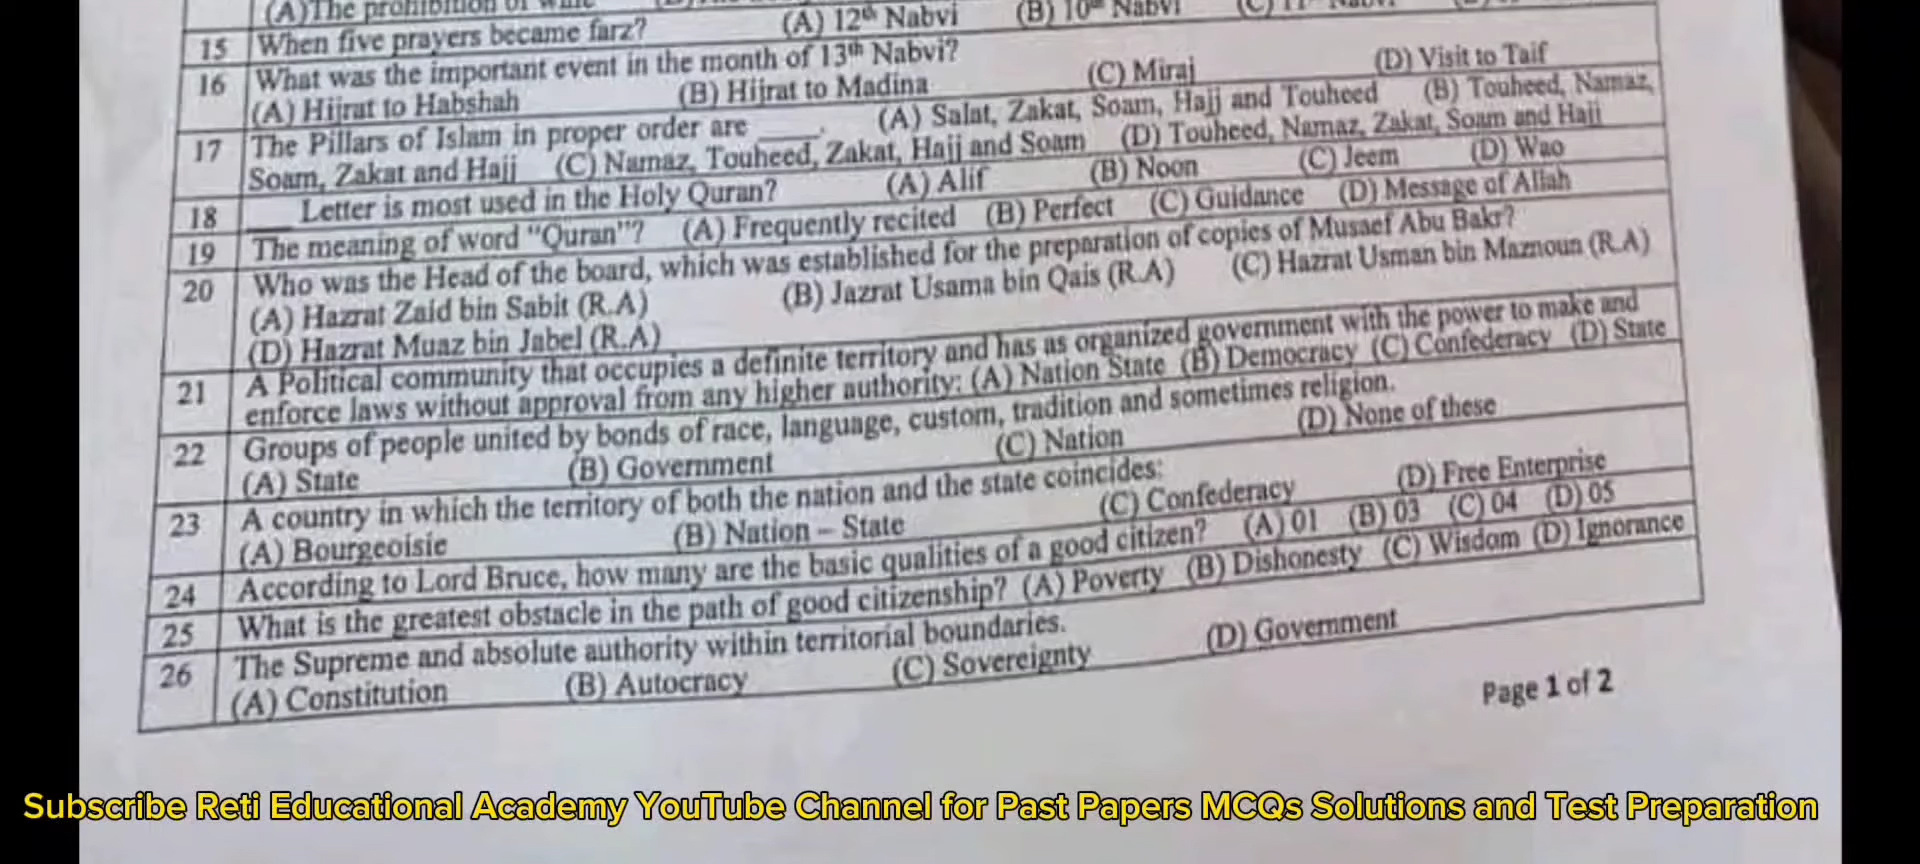 (A)The prohibition of wine
15 When five prayers became farz? (A) 12th Nabvi (B) 10th Nabvi (C) 11th Nabvi
16 What was the important event in the month of 13th Nabvi?
(A) Hijrat to Habshah (B) Hijrat to Madina (C) Miraj (D) Visit to Taif
17 The Pillars of Islam in proper order are ____. (A) Salat, Zakat, Soam, Hajj and Touheed (B) Touheed, Namaz,
Soam, Zakat and Hajj (C) Namaz, Touheed, Zakat, Hajj and Soam (D) Touheed, Namaz, Zakat, Soam and Hajj
18 ____ Letter is most used in the Holy Quran? (A) Alif (B) Noon (C) Jeem (D) Wao
19 The meaning of word "Quran"? (A) Frequently recited (B) Perfect (C) Guidance (D) Message of Allah
20 Who was the Head of the board, which was established for the preparation of copies of Musaef Abu Bakr?
(A) Hazrat Zaid bin Sabit (R.A) (B) Jazrat Usama bin Qais (R.A) (C) Hazrat Usman bin Maznoun (R.A)
(D) Hazrat Muaz bin Jabel (R.A)
21 A Political community that occupies a definite territory and has as organized government with the power to make and
enforce laws without approval from any higher authority: (A) Nation State (B) Democracy (C) Confederacy (D) State
22 Groups of people united by bonds of race, language, custom, tradition and sometimes religion.
(A) State (B) Government (C) Nation (D) None of these
23 A country in which the territory of both the nation and the state coincides:
(A) Bourgeoisie (B) Nation – State (C) Confederacy (D) Free Enterprise
24 According to Lord Bruce, how many are the basic qualities of a good citizen? (A) 01 (B) 03 (C) 04 (D) 05
25 What is the greatest obstacle in the path of good citizenship? (A) Poverty (B) Dishonesty (C) Wisdom (D) Ignorance
26 The Supreme and absolute authority within territorial boundaries.
(A) Constitution (B) Autocracy (C) Sovereignty (D) Government
Page 1 of 2
Subscribe Reti Educational Academy YouTube Channel for Past Papers MCQs Solutions and Test Preparation